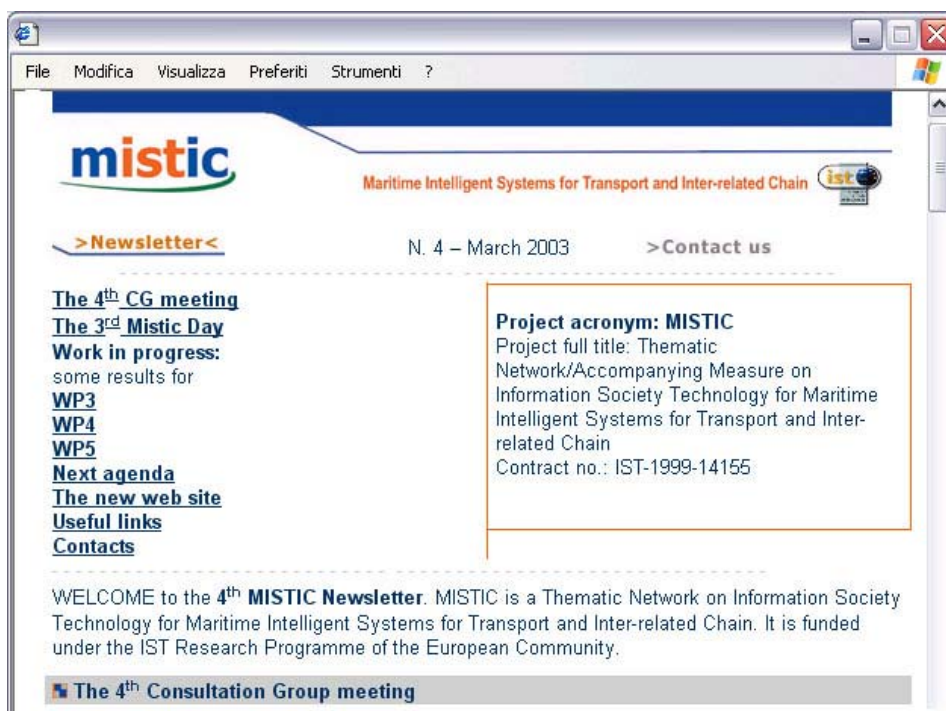 File Modifica Visualizza Preferiti Strumenti ?
mistic
Maritime Intelligent Systems for Transport and Inter-related Chain
ist
>Newsletter< N. 4 – March 2003 >Contact us
The 4th CG meeting
The 3rd Mistic Day
Work in progress:
some results for
WP3
WP4
WP5
Next agenda
The new web site
Useful links
Contacts
Project acronym: MISTIC
Project full title: Thematic
Network/Accompanying Measure on
Information Society Technology for Maritime
Intelligent Systems for Transport and Inter-
related Chain
Contract no.: IST-1999-14155
WELCOME to the 4th MISTIC Newsletter. MISTIC is a Thematic Network on Information Society
Technology for Maritime Intelligent Systems for Transport and Inter-related Chain. It is funded
under the IST Research Programme of the European Community.
The 4th Consultation Group meeting